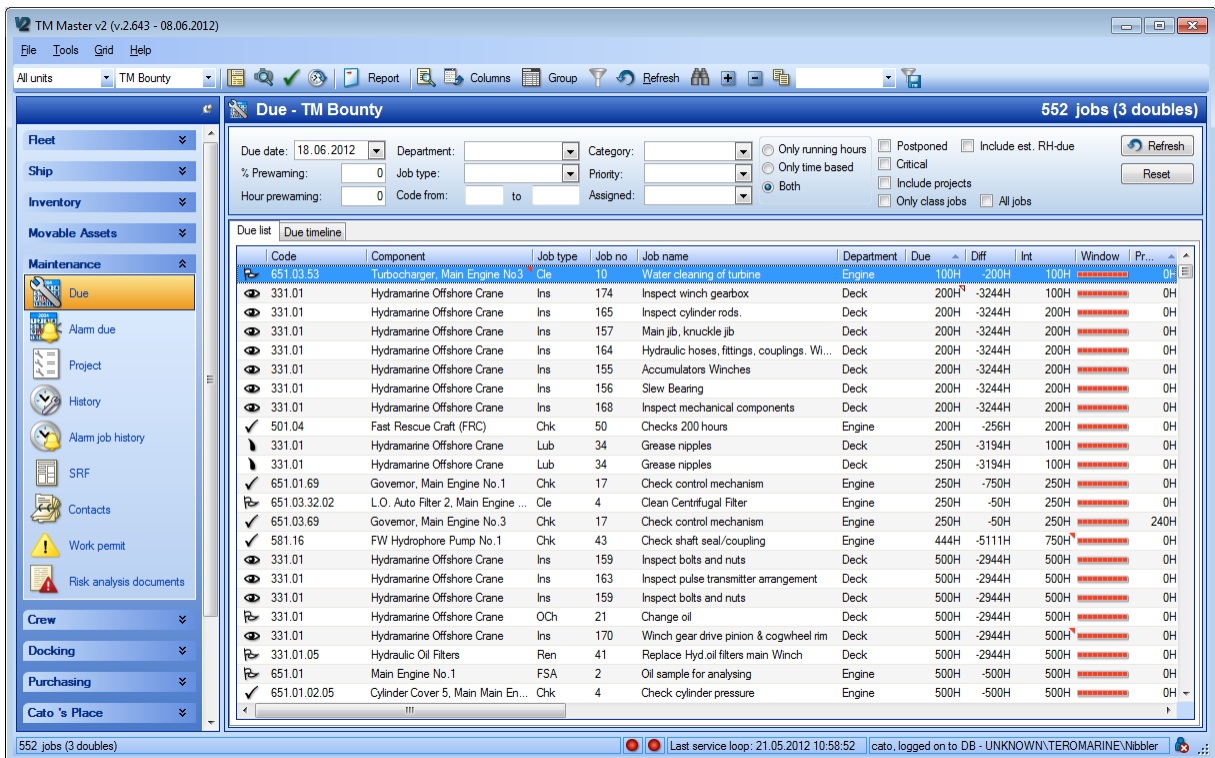 TM Master v2 (v.2.643 - 08.06.2012)
File Tools Grid Help
All units TM Bounty Report Columns Group Refresh
Due - TM Bounty 552 jobs (3 doubles)
Fleet
Ship
Inventory
Movable Assets
Maintenance
Due
Alarm due
Project
History
Alarm job history
SRF
Contacts
Work permit
Risk analysis documents
Crew
Docking
Purchasing
Cato 's Place
Due date: 18.06.2012 Department: Category: Only running hours Postponed Include est. RH-due Refresh
% Prewarning: 0 Job type: Priority: Only time based Critical Reset
Hour prewarning: 0 Code from: to Assigned: Both Include projects
Only class jobs All jobs
Due list Due timeline
Code Component Job type Job no Job name Department Due Diff Int Window Pr...
651.03.53 Turbocharger, Main Engine No3 Cle 10 Water cleaning of turbine Engine 100H -200H 100H 0H
331.01 Hydramarine Offshore Crane Ins 174 Inspect winch gearbox Deck 200H -3244H 100H 0H
331.01 Hydramarine Offshore Crane Ins 165 Inspect cylinder rods. Deck 200H -3244H 200H 0H
331.01 Hydramarine Offshore Crane Ins 157 Main jib, knuckle jib Deck 200H -3244H 200H 0H
331.01 Hydramarine Offshore Crane Ins 164 Hydraulic hoses, fittings, couplings. Wi... Deck 200H -3244H 200H 0H
331.01 Hydramarine Offshore Crane Ins 155 Accumulators Winches Deck 200H -3244H 200H 0H
331.01 Hydramarine Offshore Crane Ins 156 Slew Bearing Deck 200H -3244H 200H 0H
331.01 Hydramarine Offshore Crane Ins 168 Inspect mechanical components Deck 200H -3244H 200H 0H
501.04 Fast Rescue Craft (FRC) Chk 50 Checks 200 hours Engine 200H -256H 200H 0H
331.01 Hydramarine Offshore Crane Lub 34 Grease nipples Deck 250H -3194H 100H 0H
331.01 Hydramarine Offshore Crane Lub 34 Grease nipples Deck 250H -3194H 100H 0H
651.01.69 Governor, Main Engine No.1 Chk 17 Check control mechanism Engine 250H -750H 250H 0H
651.03.32.02 L.O. Auto Filter 2, Main Engine ... Cle 4 Clean Centrifugal Filter Engine 250H -50H 250H 0H
651.03.69 Governor, Main Engine No.3 Chk 17 Check control mechanism Engine 250H -50H 250H 240H
581.16 FW Hydrophore Pump No.1 Chk 43 Check shaft seal/coupling Engine 444H -5111H 750H 0H
331.01 Hydramarine Offshore Crane Ins 159 Inspect bolts and nuts Deck 500H -2944H 500H 0H
331.01 Hydramarine Offshore Crane Ins 163 Inspect pulse transmitter arrangement Deck 500H -2944H 500H 0H
331.01 Hydramarine Offshore Crane Ins 159 Inspect bolts and nuts Deck 500H -2944H 500H 0H
331.01 Hydramarine Offshore Crane OCh 21 Change oil Deck 500H -2944H 500H 0H
331.01 Hydramarine Offshore Crane Ins 170 Winch gear drive pinion & cogwheel rim Deck 500H -2944H 500H 0H
331.01.05 Hydraulic Oil Filters Ren 41 Replace Hyd.oil filters main Winch Deck 500H -2944H 500H 0H
651.01 Main Engine No.1 FSA 2 Oil sample for analysing Engine 500H -500H 500H 0H
651.01.02.05 Cylinder Cover 5, Main Main En... Chk 4 Check cylinder pressure Engine 500H -500H 500H 0H
552 jobs (3 doubles) Last service loop: 21.05.2012 10:58:52 cato, logged on to DB - UNKNOWN\TEROMARINE\Nibbler